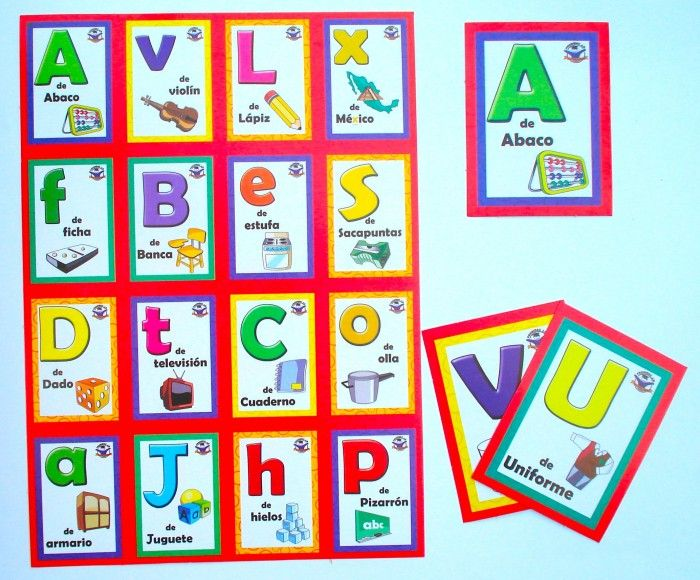 A
de
Abaco
v
de
violín
L
de
Lápiz
x
de
México
f
de
ficha
B
de
Banca
e
de
estufa
S
de
Sacapuntas
D
de
Dado
t
de
televisión
C
de
Cuaderno
o
de
olla
a
de
armario
J
de
Juguete
h
de
hielos
P
de
Pizarrón
abc
A
de
Abaco
v
U
de
Uniforme